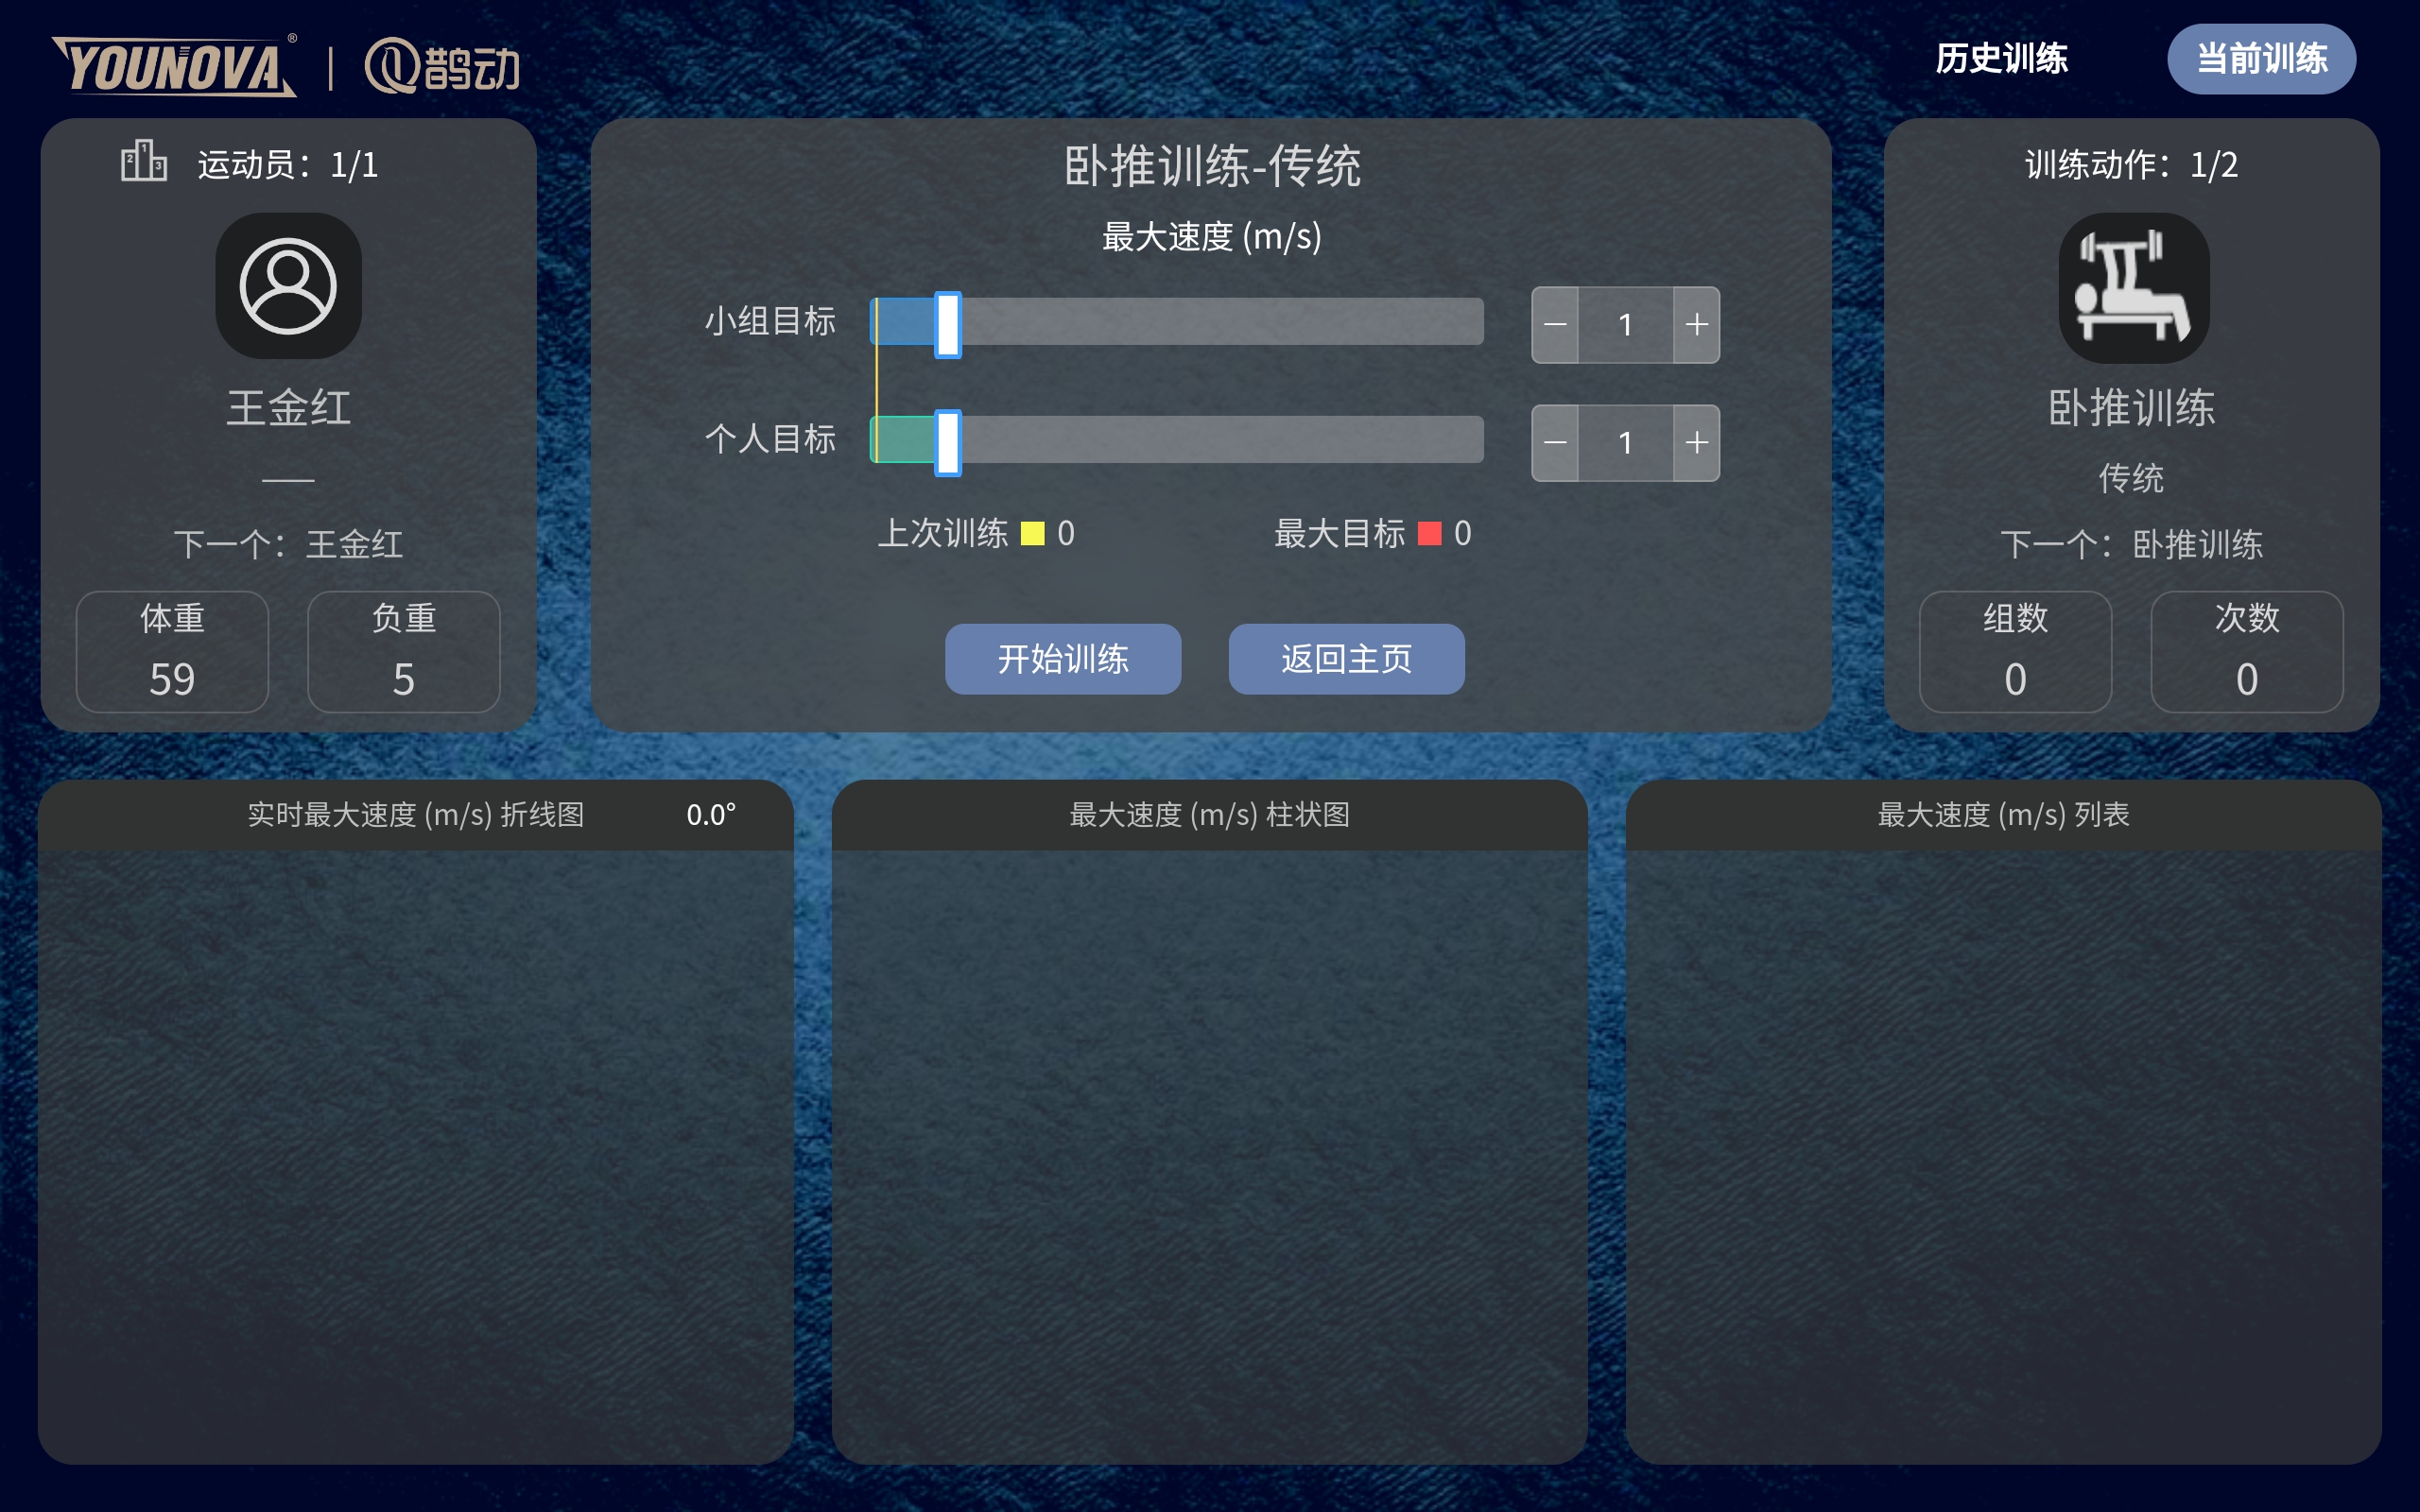 YOUNOVA® | 鹊动
历史训练
当前训练
运动员：1/1
王金红
下一个：王金红
体重
59
负重
5
卧推训练-传统
最大速度 (m/s)
小组目标
1
个人目标
1
上次训练 0
最大目标 0
开始训练
返回主页
训练动作：1/2
卧推训练
传统
下一个：卧推训练
组数
0
次数
0
实时最大速度 (m/s) 折线图
0.0°
最大速度 (m/s) 柱状图
最大速度 (m/s) 列表